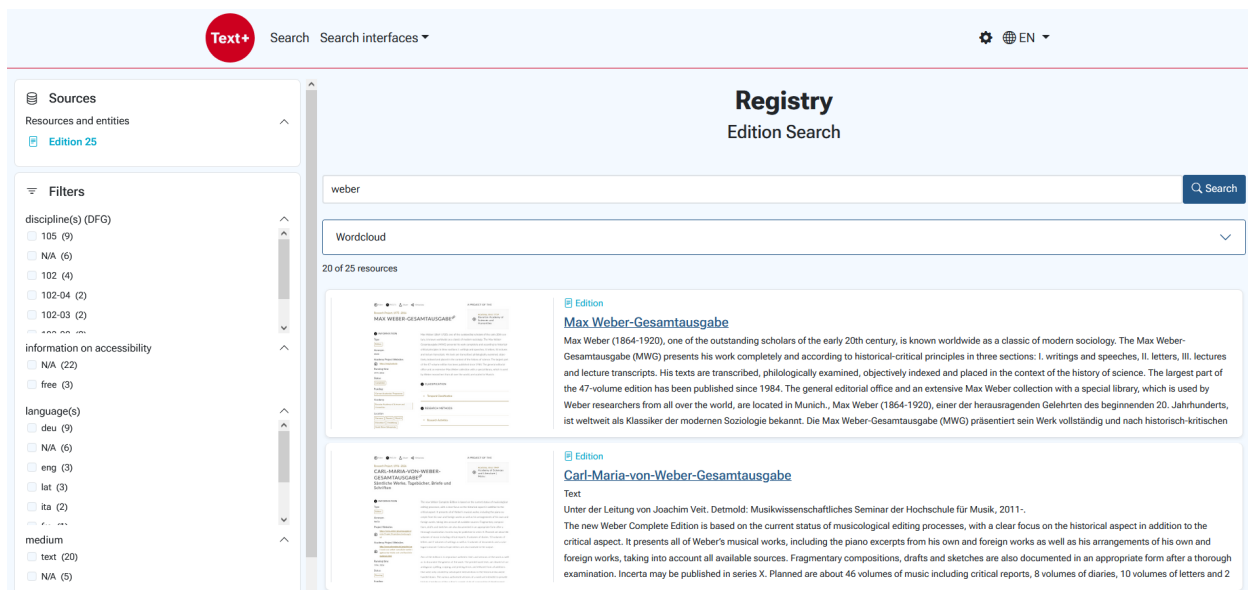 Text+
Search Search interfaces
EN
Sources
Resources and entities
Edition 25
Filters
discipline(s) (DFG)
105 (9)
N/A (6)
102 (4)
102-04 (2)
102-03 (2)
information on accessibility
N/A (22)
free (3)
language(s)
deu (9)
N/A (6)
eng (3)
lat (3)
ita (2)
medium
text (20)
N/A (5)
Registry
Edition Search
weber
Search
Wordcloud
20 of 25 resources
MAX WEBER-GESAMTAUSGABE
Edition
Max Weber-Gesamtausgabe
Max Weber (1864-1920), one of the outstanding scholars of the early 20th century, is known worldwide as a classic of modern sociology. The Max Weber-
Gesamtausgabe (MWG) presents his work completely and according to historical-critical principles in three sections: I. writings and speeches, II. letters, III. lectures
and lecture transcripts. His texts are transcribed, philologically examined, objectively indexed and placed in the context of the history of science. The largest part of
the 47-volume edition has been published since 1984. The general editorial office and an extensive Max Weber collection with a special library, which is used by
Weber researchers from all over the world, are located in Munich., Max Weber (1864-1920), einer der herausragenden Gelehrten des beginnenden 20. Jahrhunderts,
ist weltweit als Klassiker der modernen Soziologie bekannt. Die Max Weber-Gesamtausgabe (MWG) präsentiert sein Werk vollständig und nach historisch-kritischen
CARL-MARIA-VON-WEBER-
GESAMTAUSGABE
Sämtliche Werke, Tagebücher, Briefe und
Schriften
Edition
Carl-Maria-von-Weber-Gesamtausgabe
Text
Unter der Leitung von Joachim Veit. Detmold: Musikwissenschaftliches Seminar der Hochschule für Musik, 2011-.
The new Weber Complete Edition is based on the current status of musicological editing processes, with a clear focus on the historical aspect in addition to the
critical aspect. It presents all of Weber's musical works, including the piano excerpts from his own and foreign works as well as his arrangements of his own and
foreign works, taking into account all available sources. Fragmentary compositions, drafts and sketches are also documented in an appropriate form after a thorough
examination. Incerta may be published in series X. Planned are about 46 volumes of music including critical reports, 8 volumes of diaries, 10 volumes of letters and 2